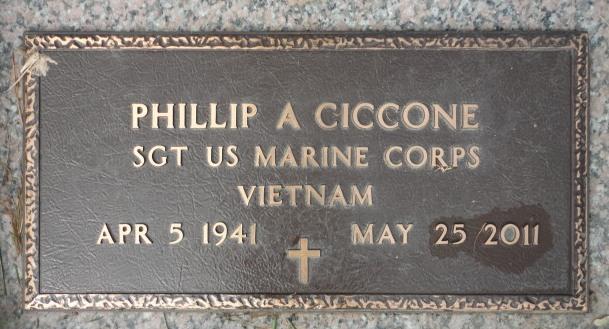 PHILLIP A CICCONE
SGT US MARINE CORPS
VIETNAM
APR 5 1941 MAY 25 2011